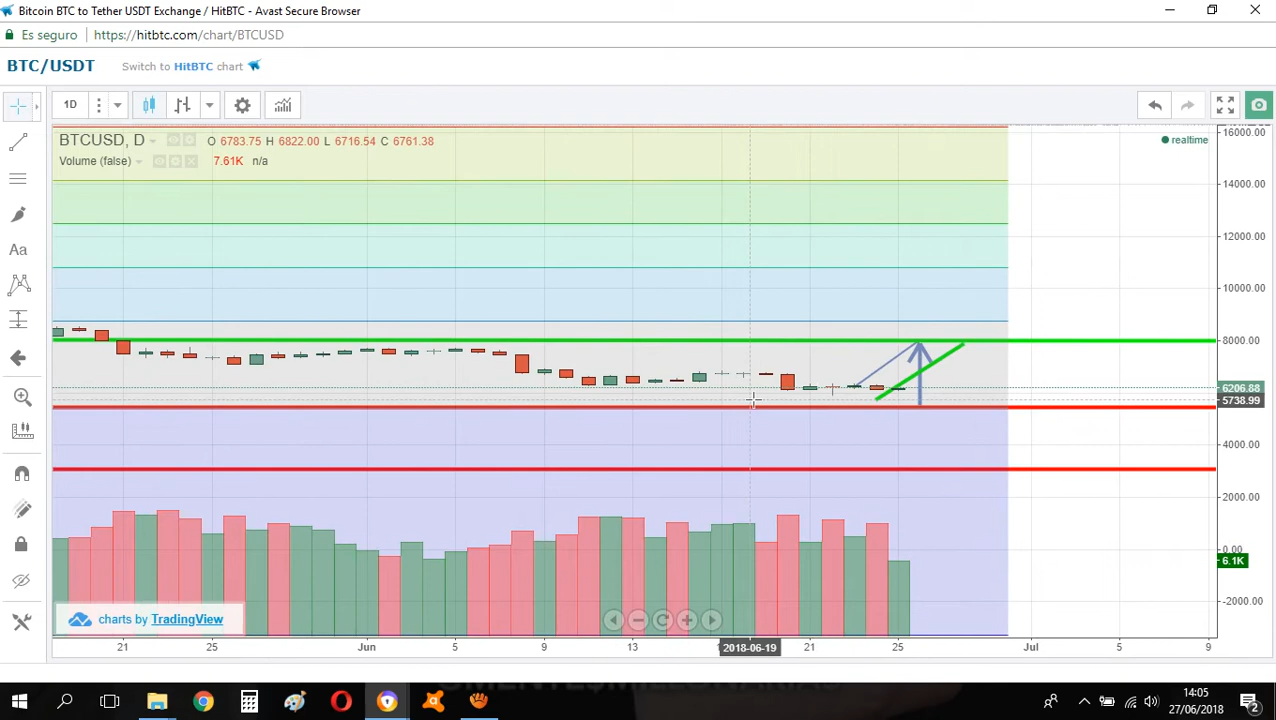 Bitcoin BTC to Tether USDT Exchange / HitBTC - Avast Secure Browser
Es seguro
https://hitbtc.com/chart/BTCUSD
BTC/USDT
Switch to HitBTC chart
1D
BTCUSD, D
O 6783.75 H 6822.00 L 6716.54 C 6761.38
Volume (false)
7.61K n/a
realtime
16000.00
14000.00
12000.00
10000.00
8000.00
6206.88
5738.99
4000.00
2000.00
0.00
6.1K
-2000.00
Aa
charts by TradingView
21
25
Jun
5
9
13
2018-06-19
21
25
Jul
5
9
14:05
27/06/2018
2